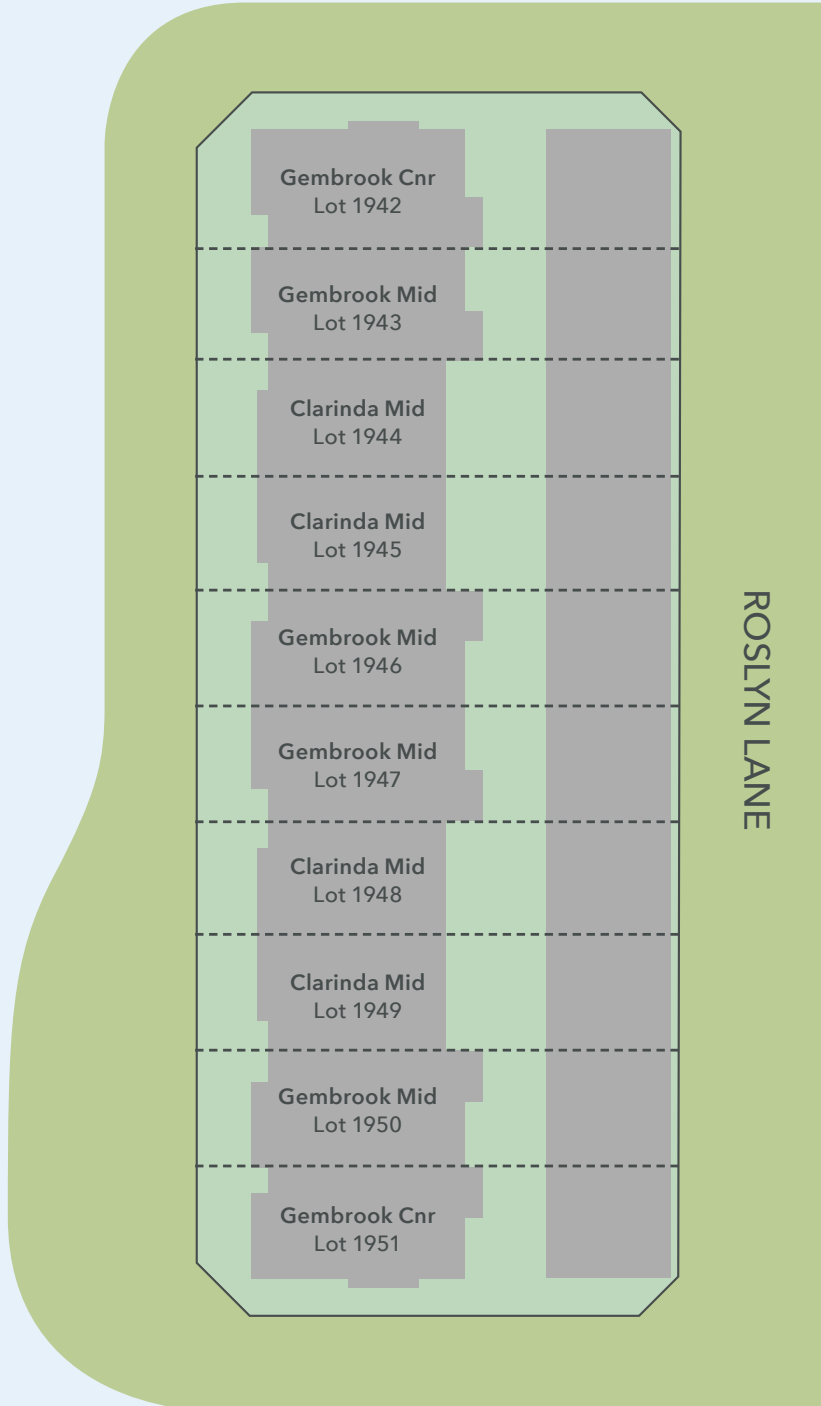 Gembrook Cnr
Lot 1942
Gembrook Mid
Lot 1943
Clarinda Mid
Lot 1944
Clarinda Mid
Lot 1945
Gembrook Mid
Lot 1946
Gembrook Mid
Lot 1947
Clarinda Mid
Lot 1948
Clarinda Mid
Lot 1949
Gembrook Mid
Lot 1950
Gembrook Cnr
Lot 1951
ROSLYN LANE